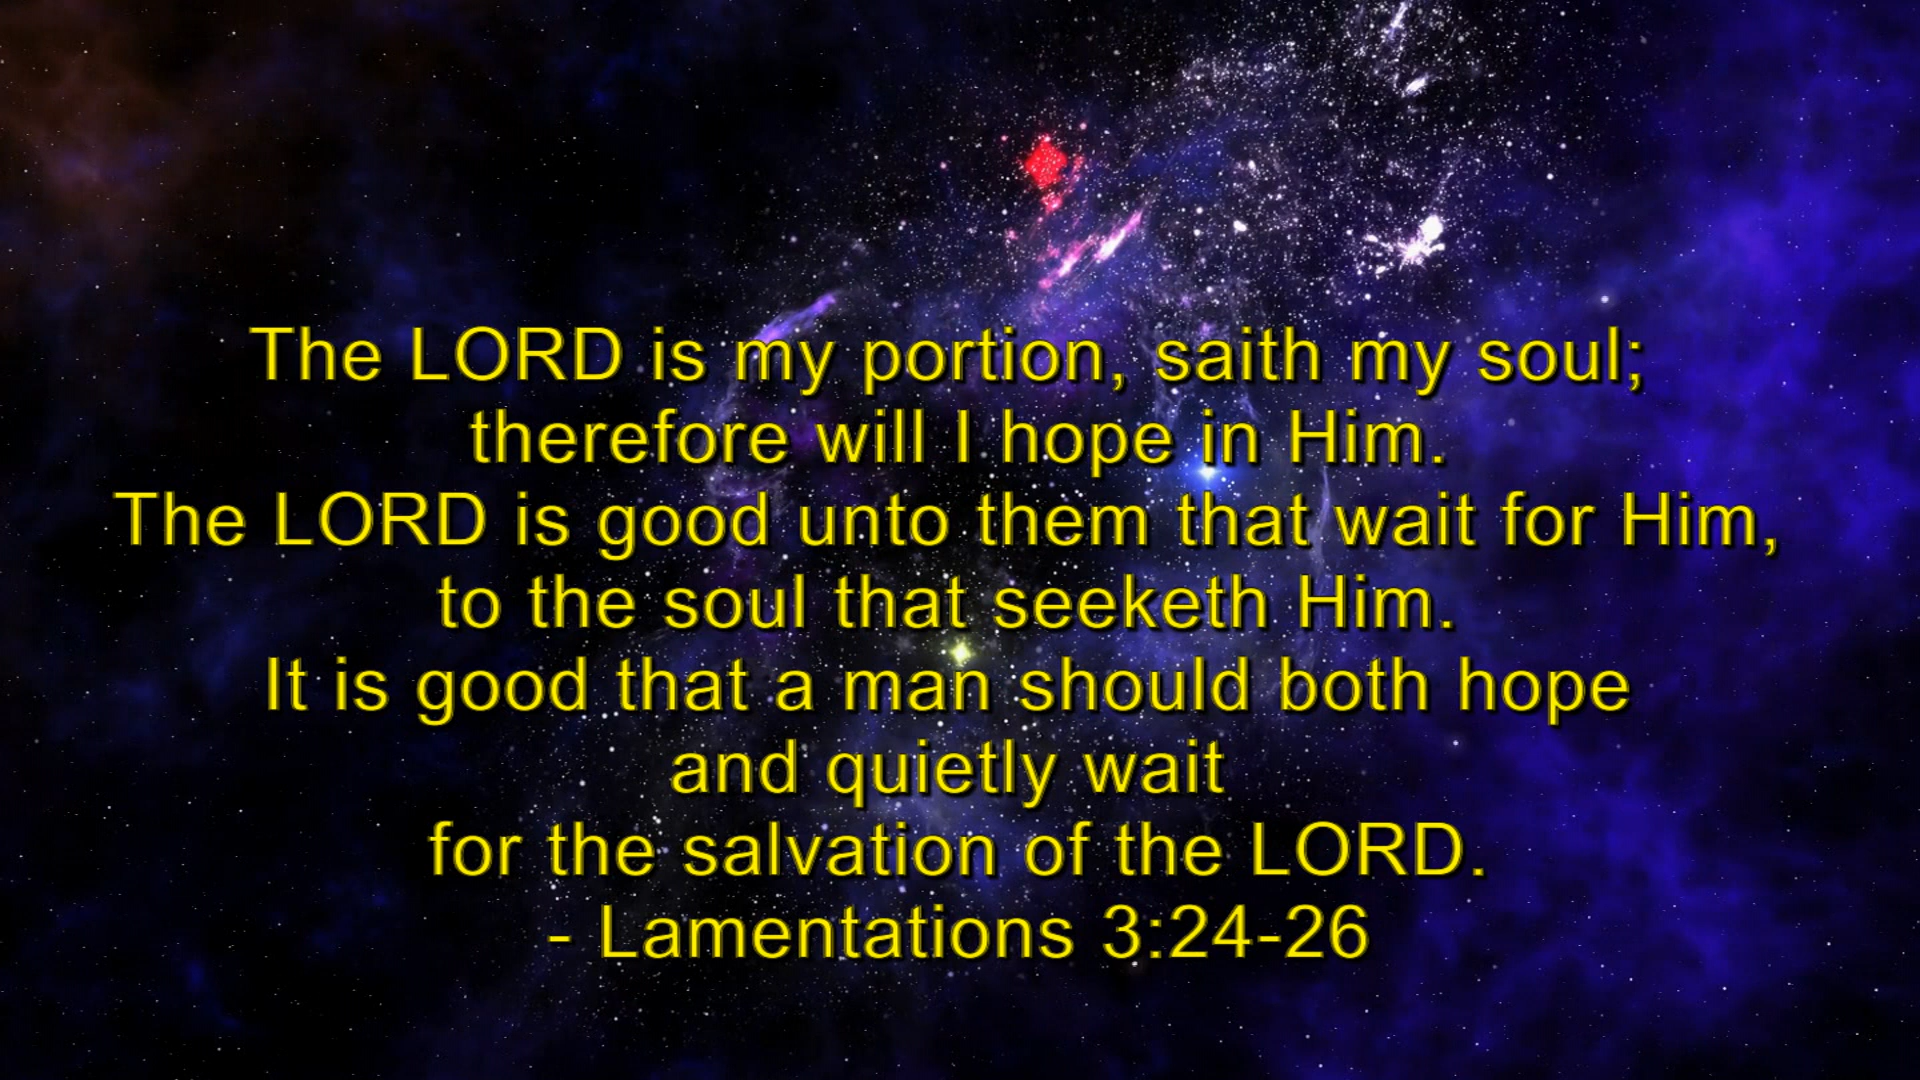 The LORD is my portion, saith my soul;
therefore will I hope in Him.
The LORD is good unto them that wait for Him,
to the soul that seeketh Him.
It is good that a man should both hope
and quietly wait
for the salvation of the LORD.
- Lamentations 3:24-26